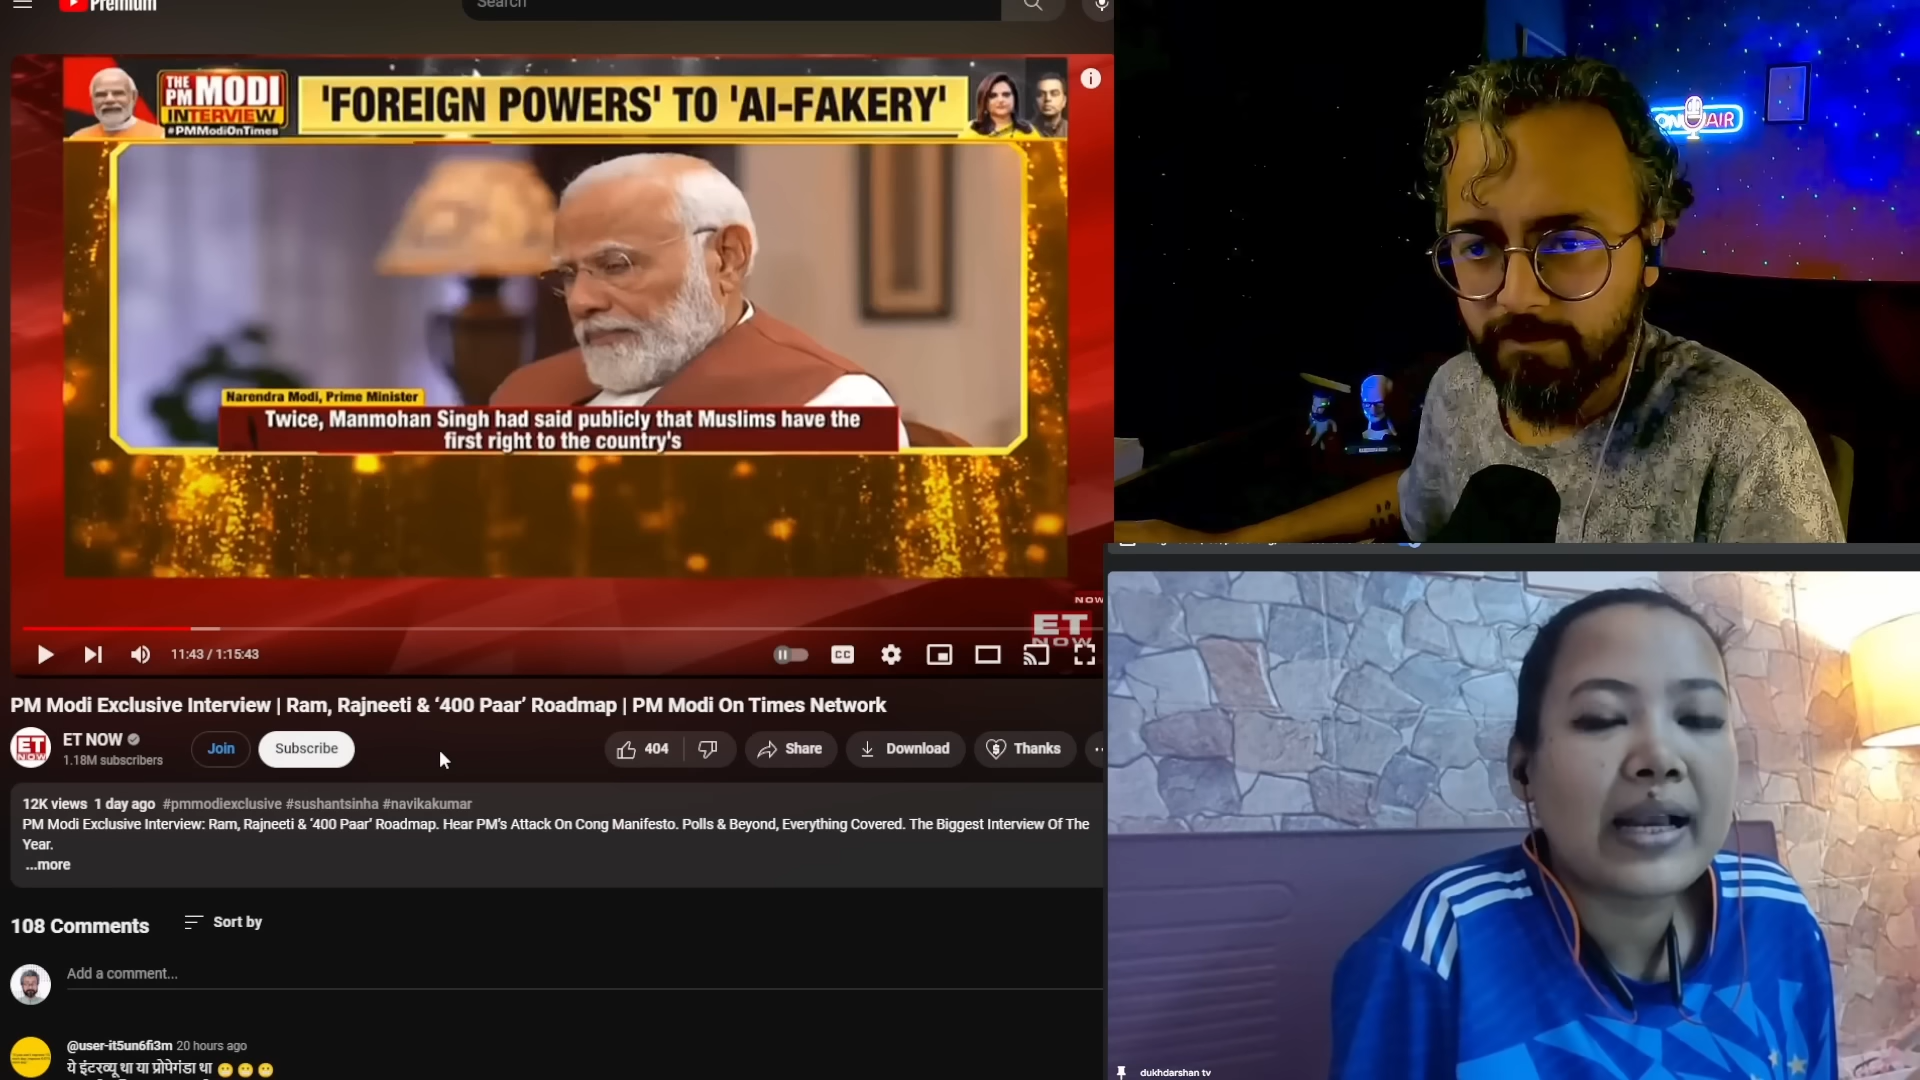 Premium
Search
THE PM MODI INTERVIEW
#PMModiOnTimes
'FOREIGN POWERS' TO 'AI-FAKERY'
ON AIR
Narendra Modi, Prime Minister
Twice, Manmohan Singh had said publicly that Muslims have the
first right to the country's
NOW
ET NOW
11:43 / 1:15:43
CC
PM Modi Exclusive Interview | Ram, Rajneeti & ‘400 Paar’ Roadmap | PM Modi On Times Network
ET NOW
ET NOW
1.18M subscribers
Join
Subscribe
404
Share
Download
Thanks
12K views 1 day ago #pmmodiexclusive #sushantsinha #navikakumar
PM Modi Exclusive Interview: Ram, Rajneeti & ‘400 Paar’ Roadmap. Hear PM's Attack On Cong Manifesto. Polls & Beyond, Everything Covered. The Biggest Interview Of The
Year.
...more
108 Comments
Sort by
Add a comment...
@user-it5un6fi3m 20 hours ago
ये इंटरव्यू था या प्रोपेगंडा था 😁😁😁
dukhdarshan tv